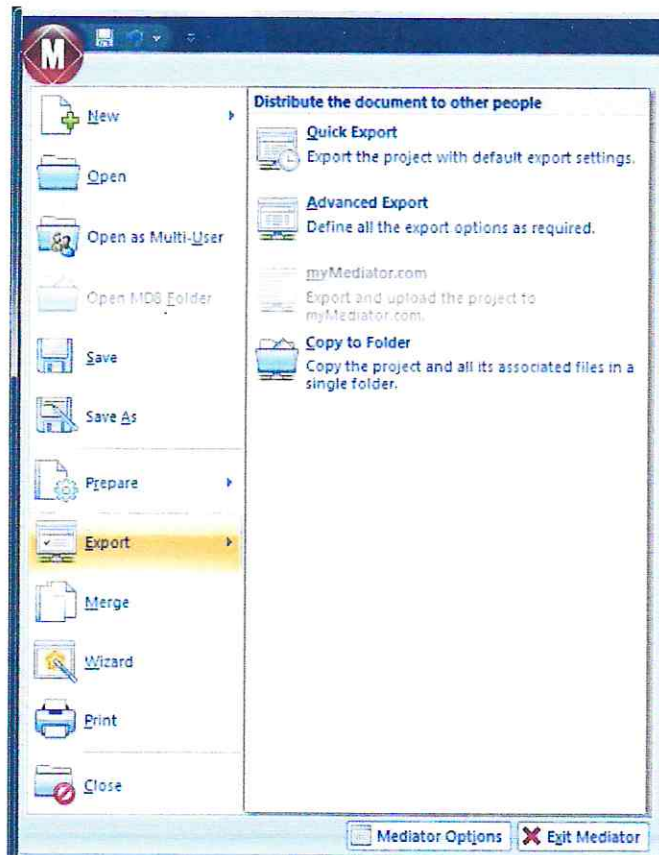 M
New
Open
Open as Multi-User
Open MD8 Folder
Save
Save As
Prepare
Export
Merge
Wizard
Print
Close
Distribute the document to other people
Quick Export
Export the project with default export settings.
Advanced Export
Define all the export options as required.
myMediator.com
Export and upload the project to
myMediator.com.
Copy to Folder
Copy the project and all its associated files in a
single folder.
Mediator Options
Exit Mediator